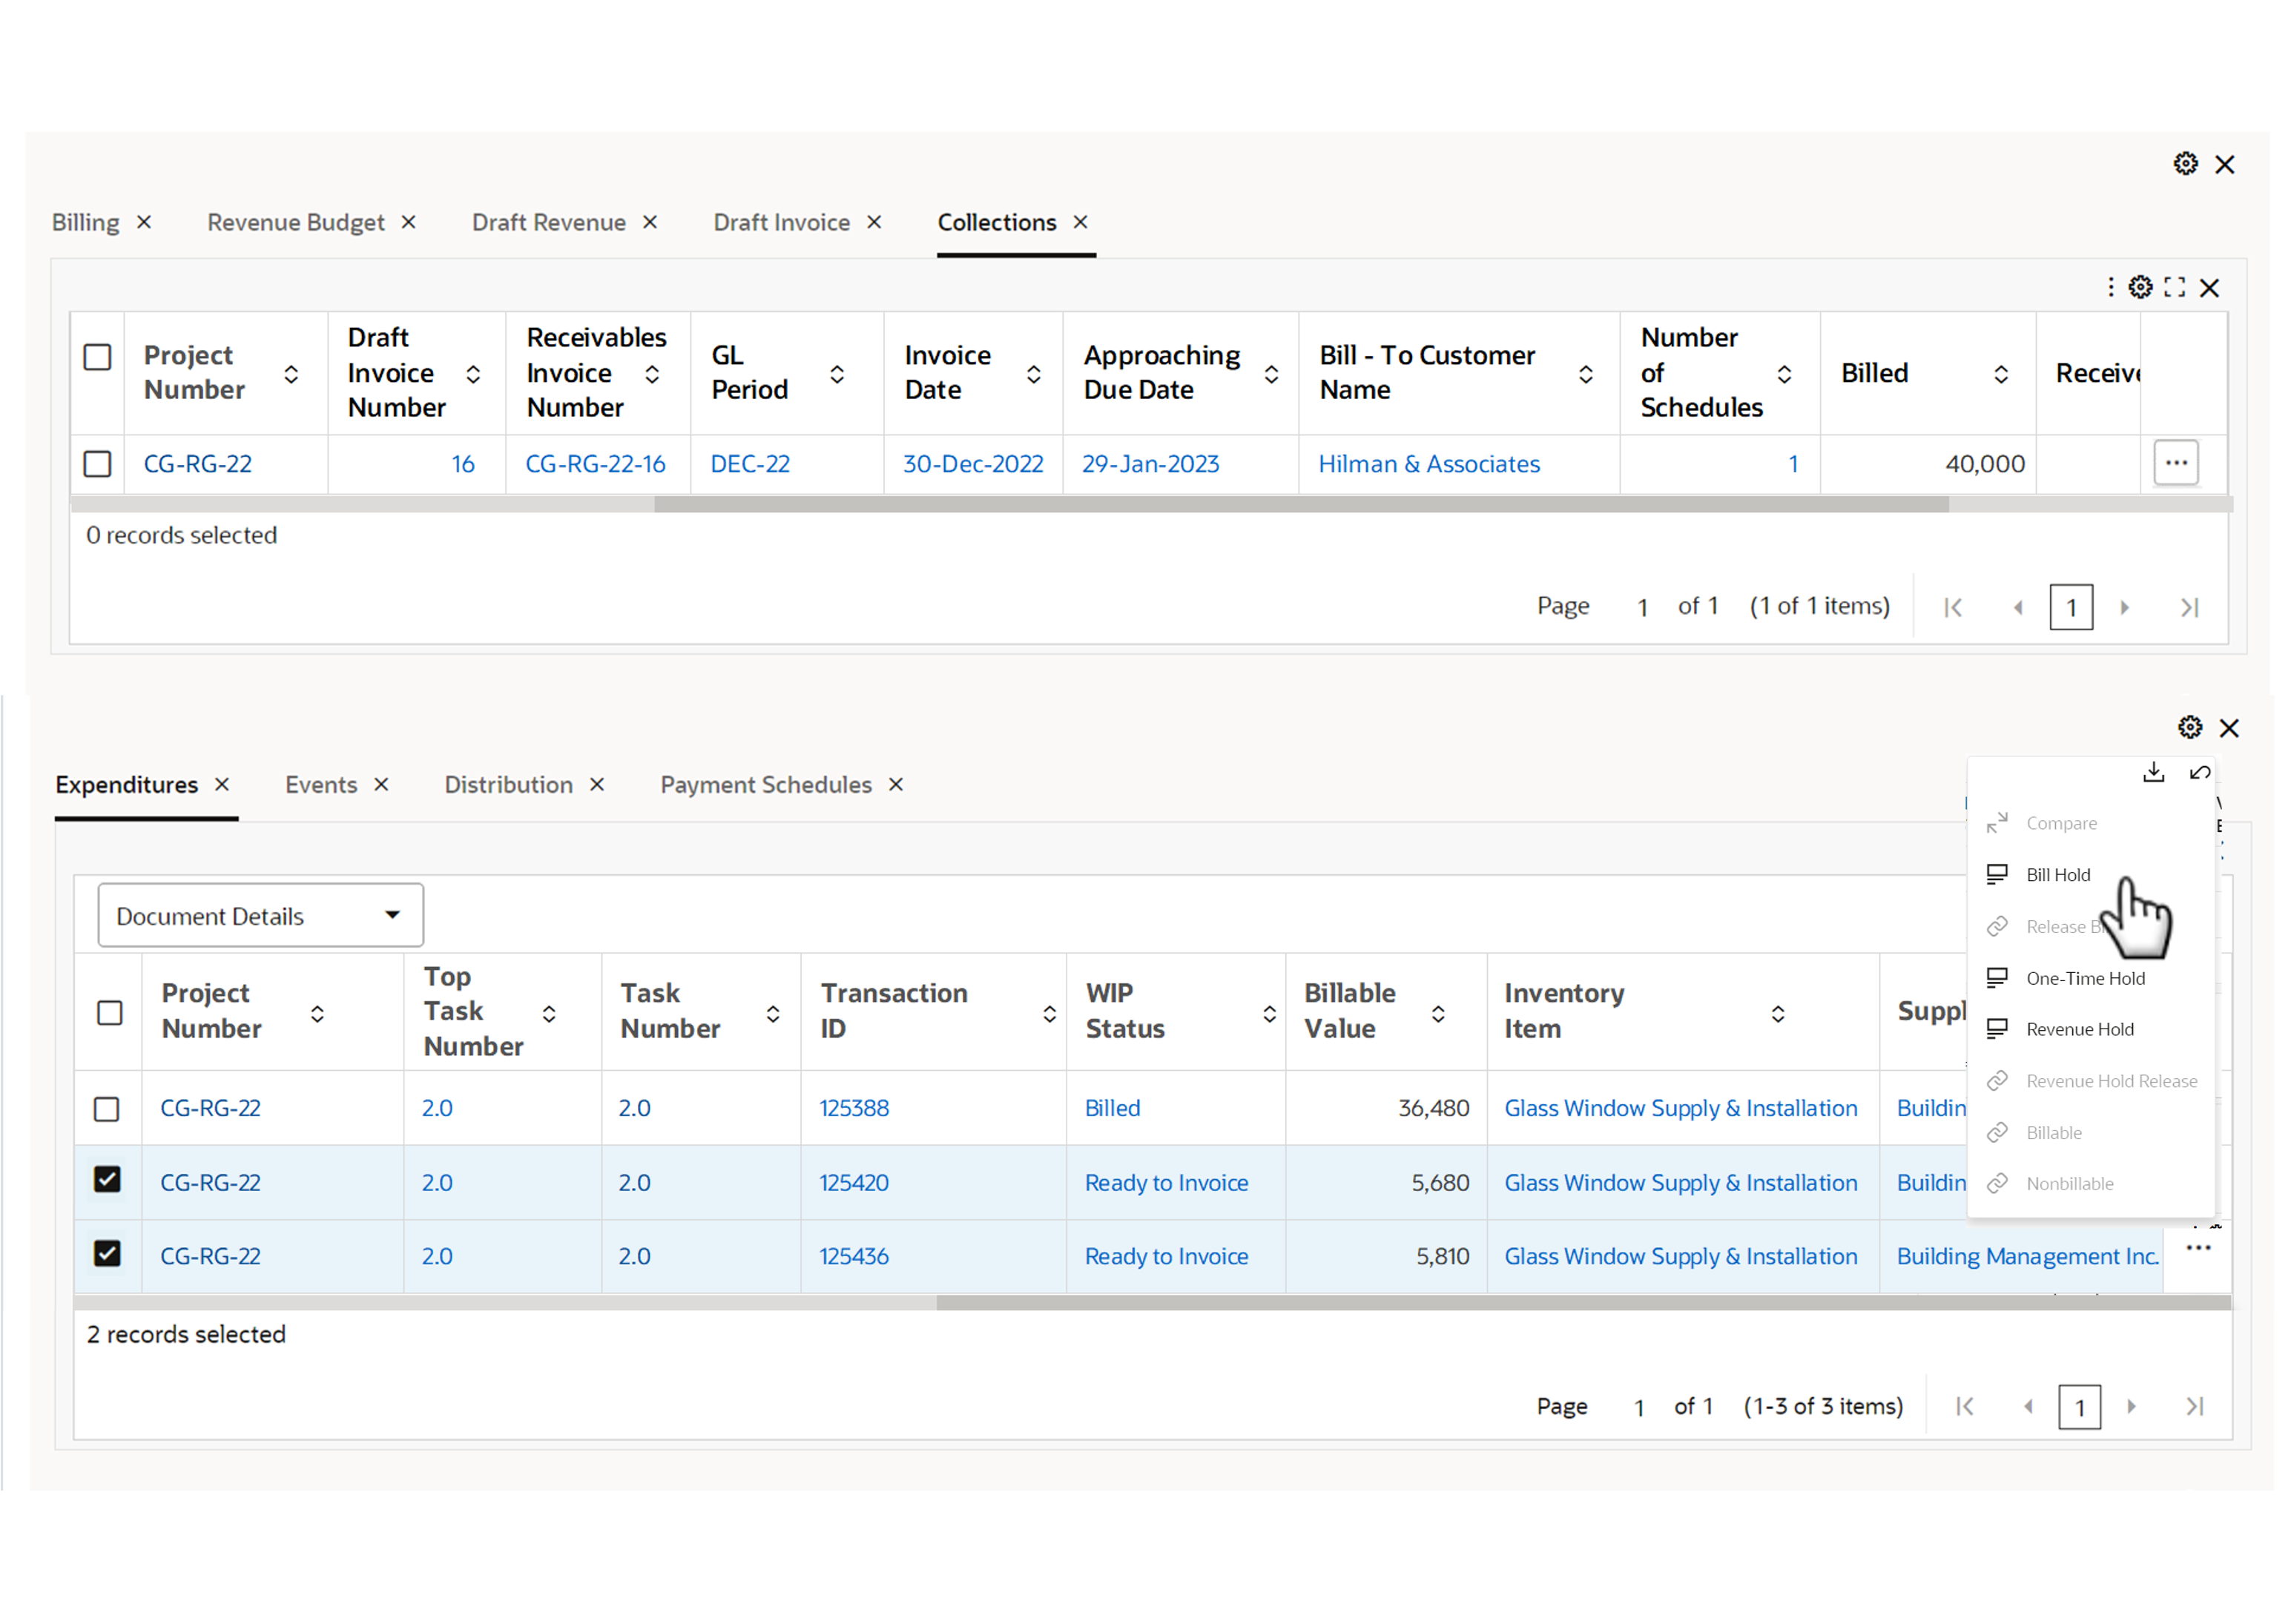 Billing Revenue Budget Draft Revenue Draft Invoice Collections
Project Number Draft Invoice Number Receivables Invoice Number GL Period Invoice Date Approaching Due Date Bill - To Customer Name Number of Schedules Billed
CG-RG-22 16 CG-RG-22-16 DEC-22 30-Dec-2022 29-Jan-2023 Hilman & Associates 1 40,000
0 records selected
Page 1 of 1 (1 of 1 items) 1
Expenditures Events Distribution Payment Schedules
Compare
Bill Hold
Release
One-Time Hold
Revenue Hold
Revenue Hold Release
Billable
Nonbillable
Document Details
Project Number Top Task Number Task Number Transaction ID WIP Status Billable Value Inventory Item
CG-RG-22 2.0 2.0 125388 Billed 36,480 Glass Window Supply & Installation
CG-RG-22 2.0 2.0 125420 Ready to Invoice 5,680 Glass Window Supply & Installation
CG-RG-22 2.0 2.0 125436 Ready to Invoice 5,810 Glass Window Supply & Installation Building Management Inc.
2 records selected
Page 1 of 1 (1-3 of 3 items) 1